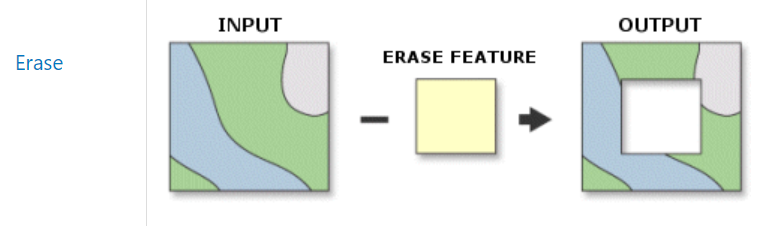 Erase
INPUT
ERASE FEATURE
OUTPUT